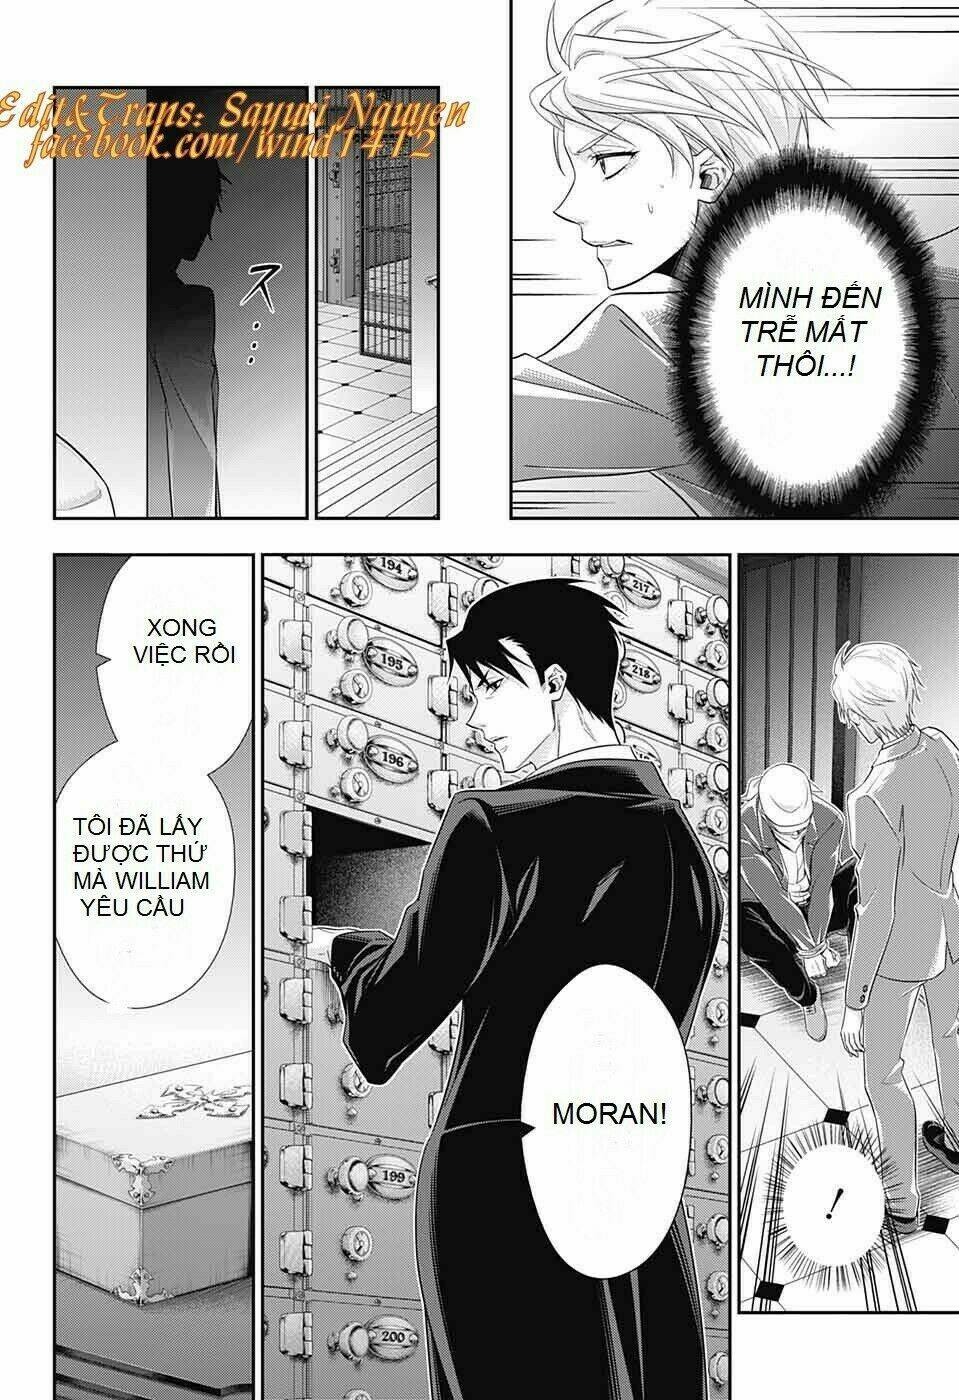 Edit&Trans: Sayuri Nguyen
facebook.com/wind1412
MÌNH ĐẾN
TRỄ MẤT
THÔI...!
ス...
!
MORAN!
194
195
196
199
200
217
218
XONG
VIỆC RỒI
TÔI ĐÃ LẤY
ĐƯỢC THỨ
MÀ WILLIAM
YÊU CẦU